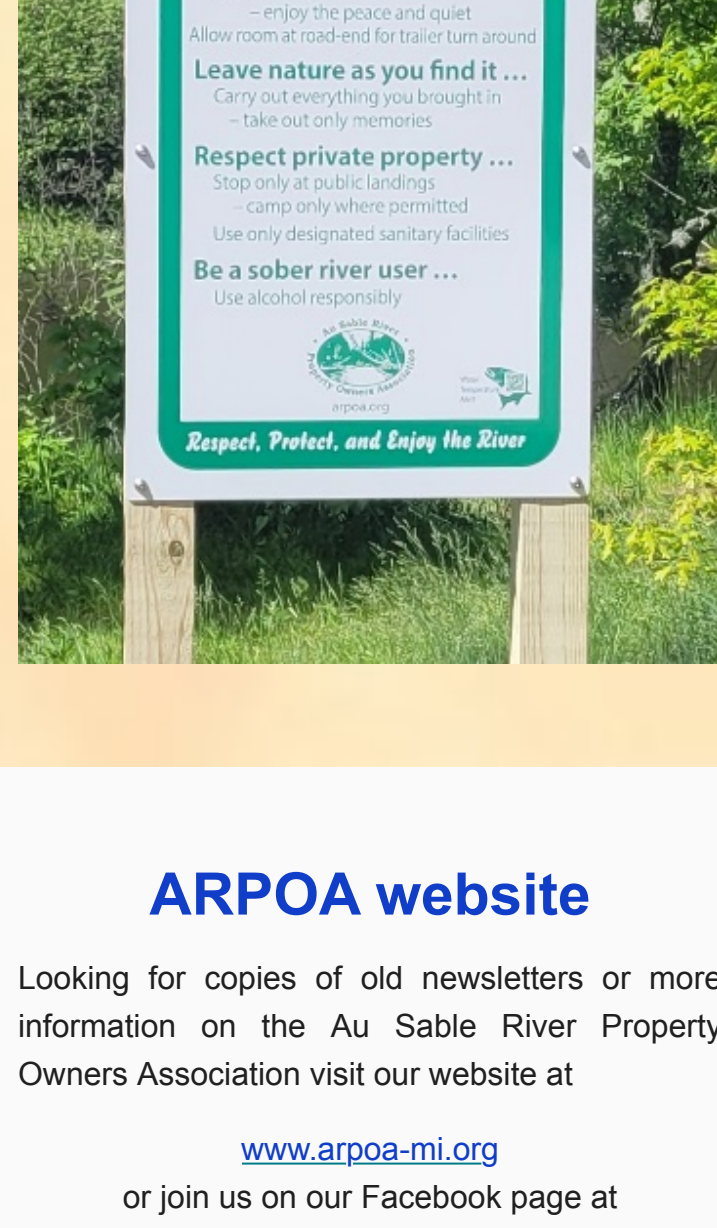 – enjoy the peace and quiet
Allow room at road-end for trailer turn around
Leave nature as you find it ...
Carry out everything you brought in
– take out only memories
Respect private property ...
Stop only at public landings
– camp only where permitted
Use only designated sanitary facilities
Be a sober river user ...
Use alcohol responsibly
Au Sable River
Property Owners Association
arpoa.org
Water
Temperature
Alert
Respect, Protect, and Enjoy the River
ARPOA website
Looking for copies of old newsletters or more
information on the Au Sable River Property
Owners Association visit our website at
www.arpoa-mi.org
or join us on our Facebook page at